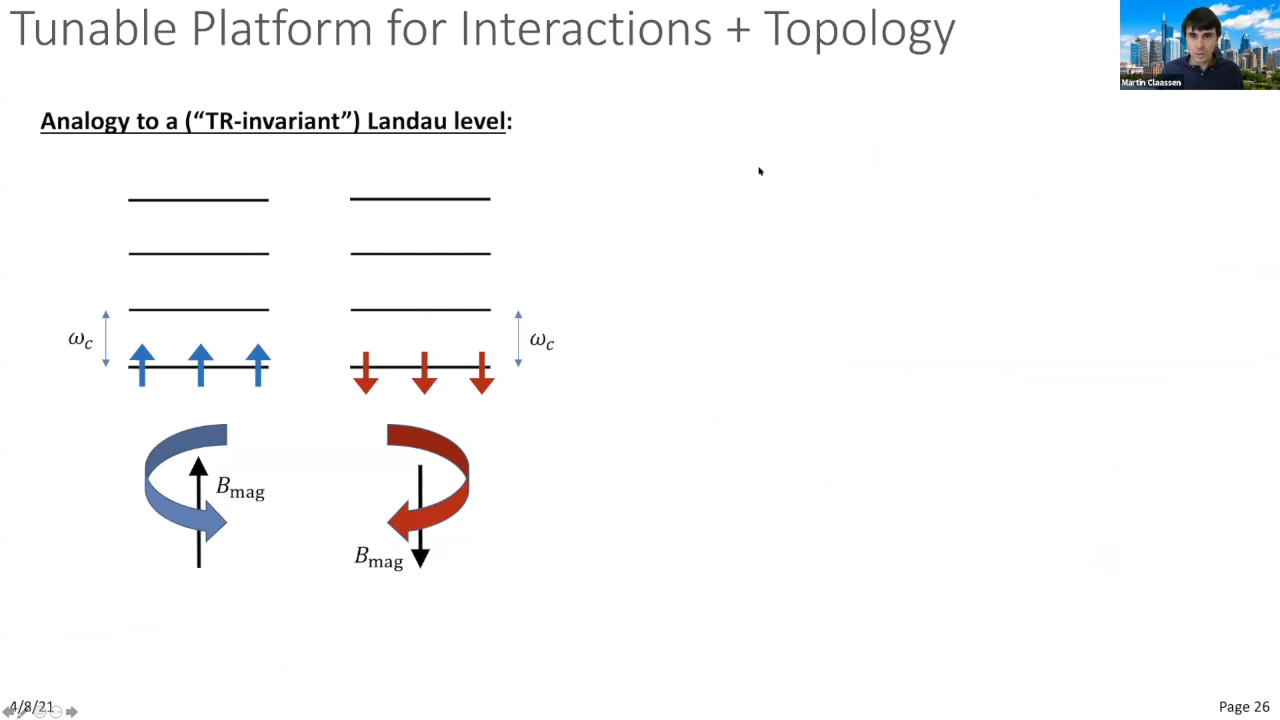 Tunable Platform for Interactions + Topology
Martin Claassen
Analogy to a (“TR-invariant”) Landau level:
ω_c
ω_c
B_mag
B_mag
4/8/21
Page 26